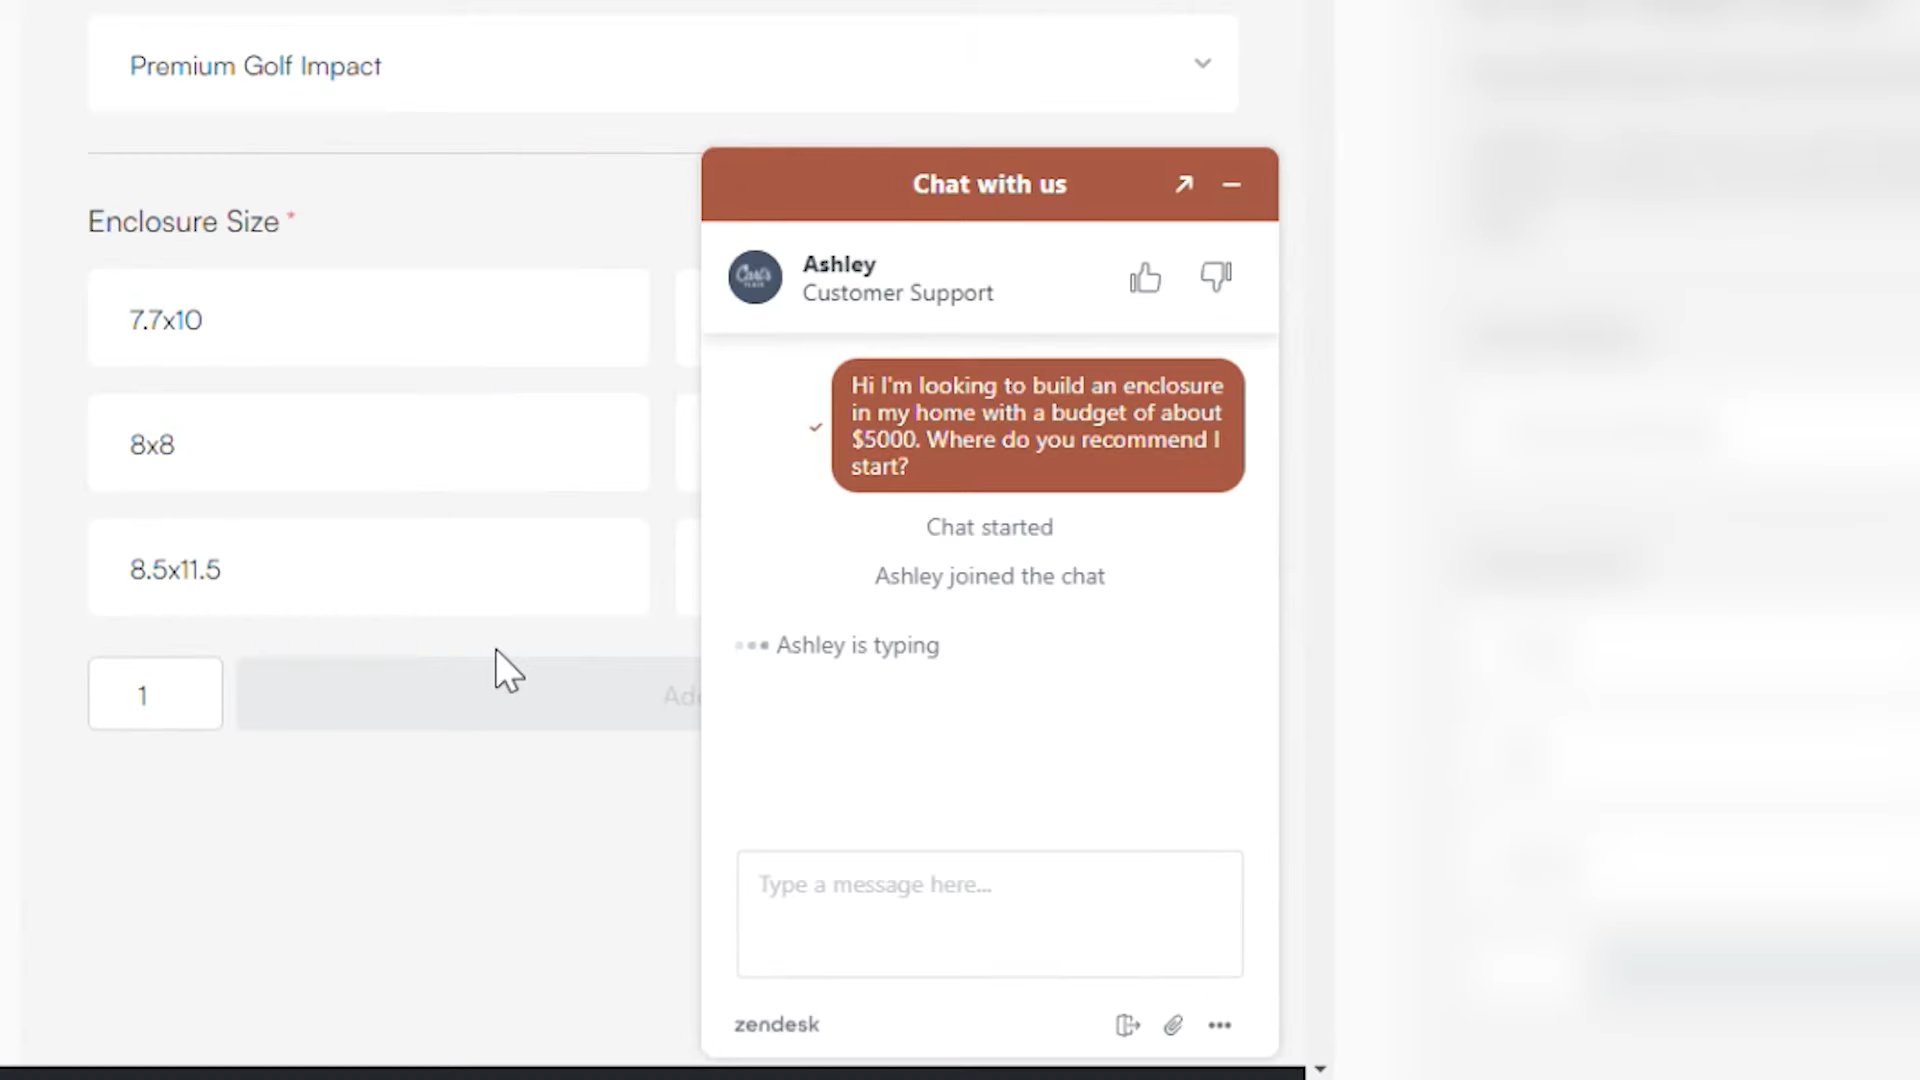 Premium Golf Impact
Enclosure Size *
7.7x10
8x8
8.5x11.5
1
Chat with us
Carl's
PLACE
Ashley
Customer Support
Hi I'm looking to build an enclosure
in my home with a budget of about
$5000. Where do you recommend I
start?
Chat started
Ashley joined the chat
Ashley is typing
Type a message here...
zendesk